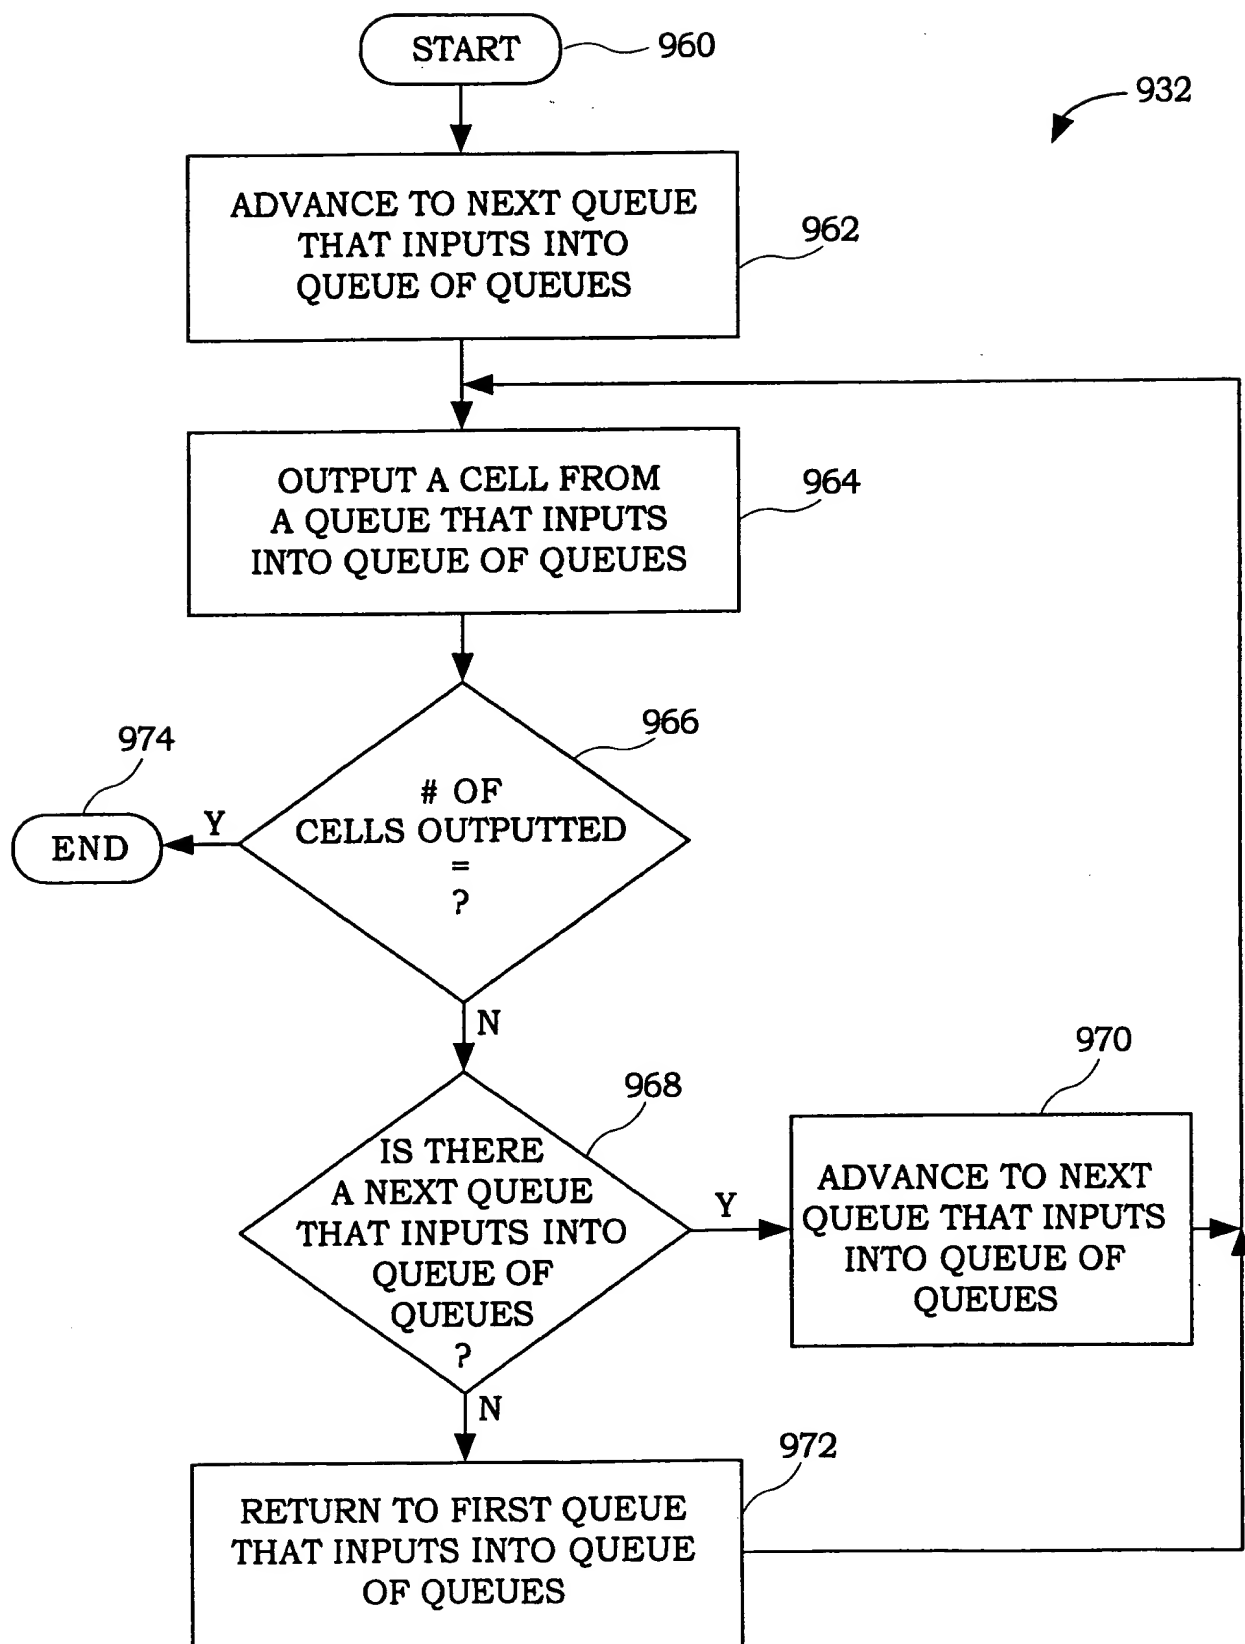 START
960
932
ADVANCE TO NEXT QUEUE
THAT INPUTS INTO
QUEUE OF QUEUES
962
OUTPUT A CELL FROM
A QUEUE THAT INPUTS
INTO QUEUE OF QUEUES
964
966
# OF
CELLS OUTPUTTED
=
?
974
Y
END
N
968
IS THERE
A NEXT QUEUE
THAT INPUTS INTO
QUEUE OF
QUEUES
?
Y
970
ADVANCE TO NEXT
QUEUE THAT INPUTS
INTO QUEUE OF
QUEUES
N
972
RETURN TO FIRST QUEUE
THAT INPUTS INTO QUEUE
OF QUEUES